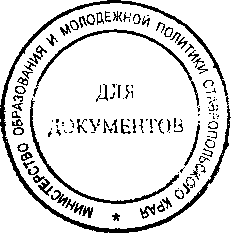 МИНИСТЕРСТВО ОБРАЗОВАНИЯ И МОЛОДЕЖНОЙ ПОЛИТИКИ СТАВРОПОЛЬСКОГО КРАЯ *
ДЛЯ
ДОКУМЕНТОВ